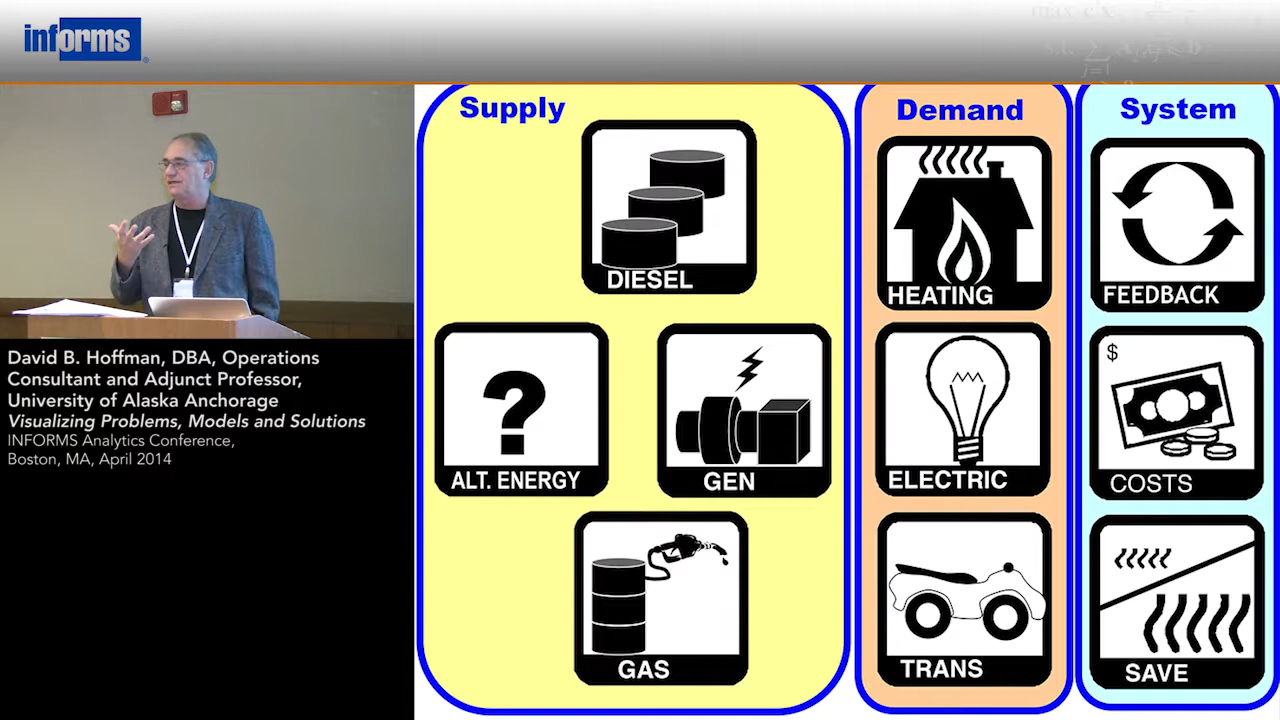 informs
David B. Hoffman, DBA, Operations
Consultant and Adjunct Professor,
University of Alaska Anchorage
Visualizing Problems, Models and Solutions
INFORMS Analytics Conference,
Boston, MA, April 2014
Supply
DIESEL
ALT. ENERGY
?
GEN
GAS
Demand
HEATING
ELECTRIC
TRANS
System
FEEDBACK
$
COSTS
SAVE